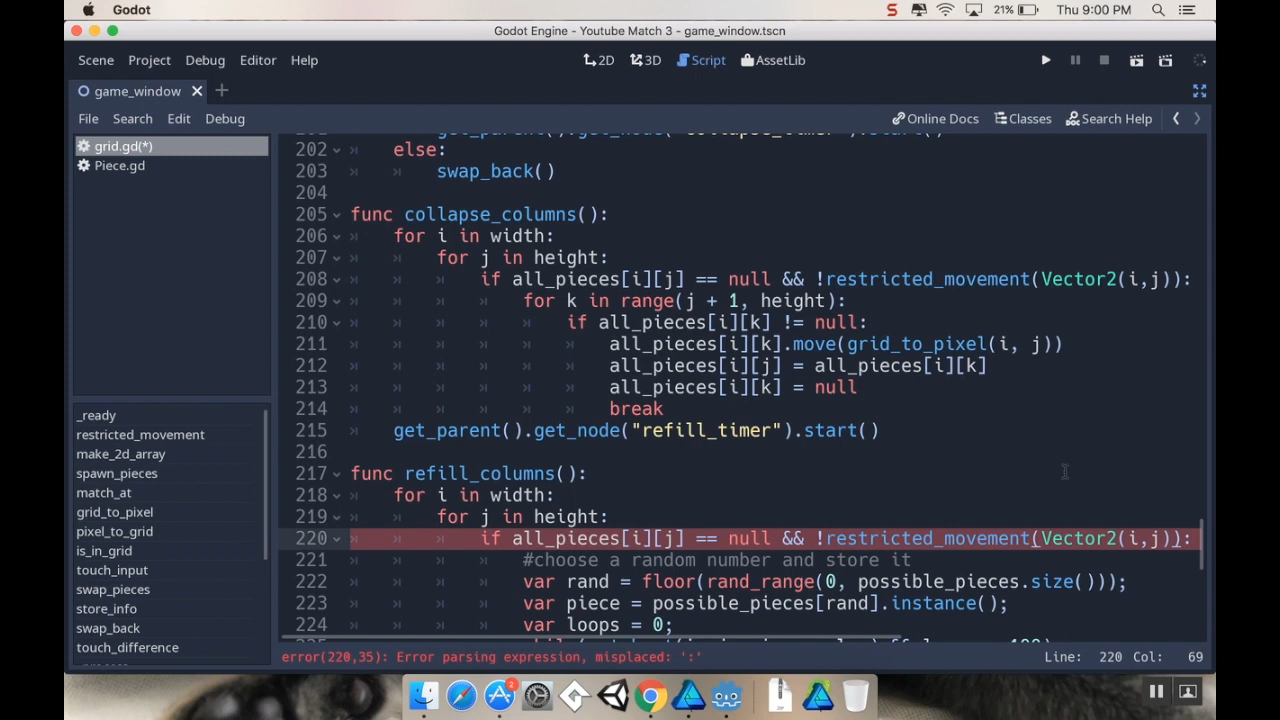 Godot
21%
Thu 9:00 PM
Godot Engine - Youtube Match 3 - game_window.tscn
Scene Project Debug Editor Help
2D 3D Script AssetLib
game_window
File Search Edit Debug
Online Docs Classes Search Help
grid.gd(*)
Piece.gd
_ready
restricted_movement
make_2d_array
spawn_pieces
match_at
grid_to_pixel
pixel_to_grid
is_in_grid
touch_input
swap_pieces
store_info
swap_back
touch_difference
202 else:
203 swap_back()
204
205 func collapse_columns():
206 for i in width:
207 for j in height:
208 if all_pieces[i][j] == null && !restricted_movement(Vector2(i,j)):
209 for k in range(j + 1, height):
210 if all_pieces[i][k] != null:
211 all_pieces[i][k].move(grid_to_pixel(i, j))
212 all_pieces[i][j] = all_pieces[i][k]
213 all_pieces[i][k] = null
214 break
215 get_parent().get_node("refill_timer").start()
216
217 func refill_columns():
218 for i in width:
219 for j in height:
220 if all_pieces[i][j] == null && !restricted_movement(Vector2(i,j)):
221 #choose a random number and store it
222 var rand = floor(rand_range(0, possible_pieces.size()));
223 var piece = possible_pieces[rand].instance();
224 var loops = 0;
error(220,35): Error parsing expression, misplaced: ':'
Line: 220 Col: 69
2